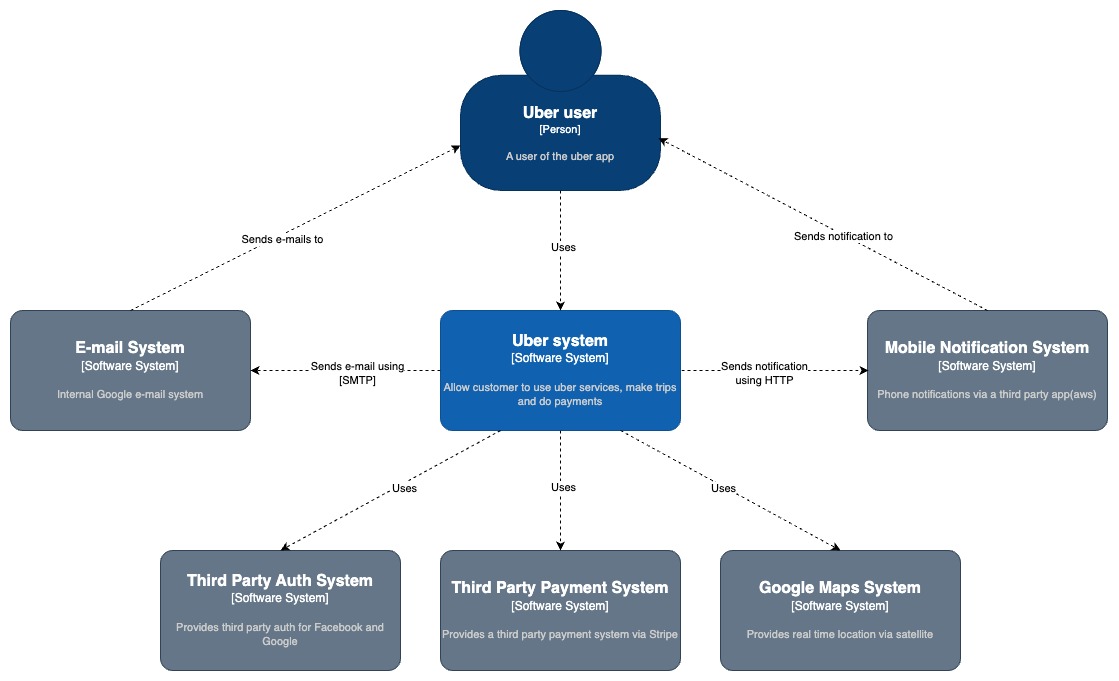 Uber user
[Person]
A user of the uber app
Sends e-mails to
Uses
Sends notification to
E-mail System
[Software System]
Internal Google e-mail system
Sends e-mail using
[SMTP]
Uber system
[Software System]
Allow customer to use uber services, make trips
and do payments
Sends notification
using HTTP
Mobile Notification System
[Software System]
Phone notifications via a third party app(aws)
Uses
Uses
Uses
Third Party Auth System
[Software System]
Provides third party auth for Facebook and
Google
Third Party Payment System
[Software System]
Provides a third party payment system via Stripe
Google Maps System
[Software System]
Provides real time location via satellite